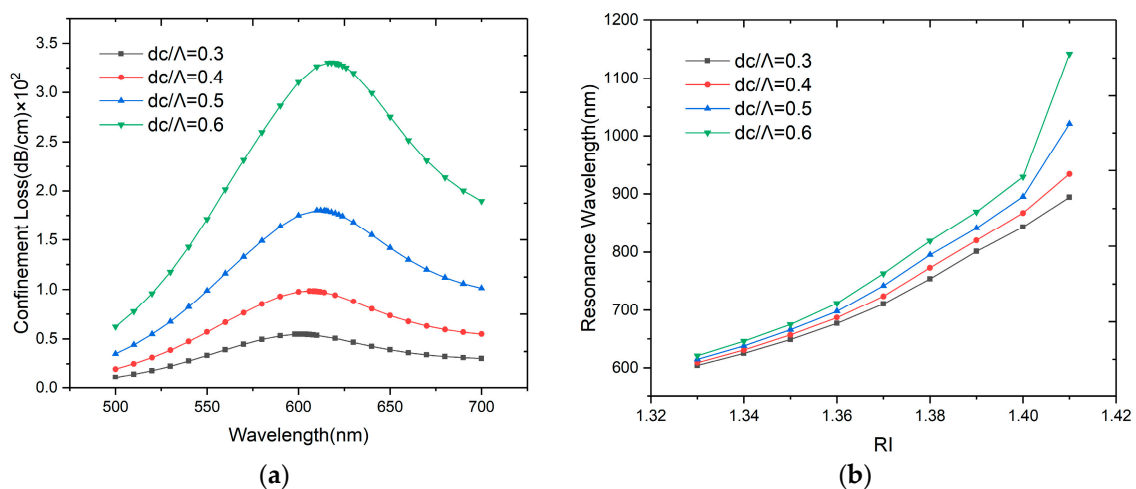 3.5
3.0
2.5
1.8
1.5
1.0
0.5
0.0
Confinement Loss(dB/cm)×10²
dc/Λ=0.3
dc/Λ=0.4
dc/Λ=0.5
dc/Λ=0.6
500
550
600
650
700
Wavelength(nm)
(a)
1200
1100
1000
900
800
700
600
Resonance Wavelength(nm)
dc/Λ=0.3
dc/Λ=0.4
dc/Λ=0.5
dc/Λ=0.6
1.32
1.34
1.36
1.38
1.40
1.42
RI
(b)